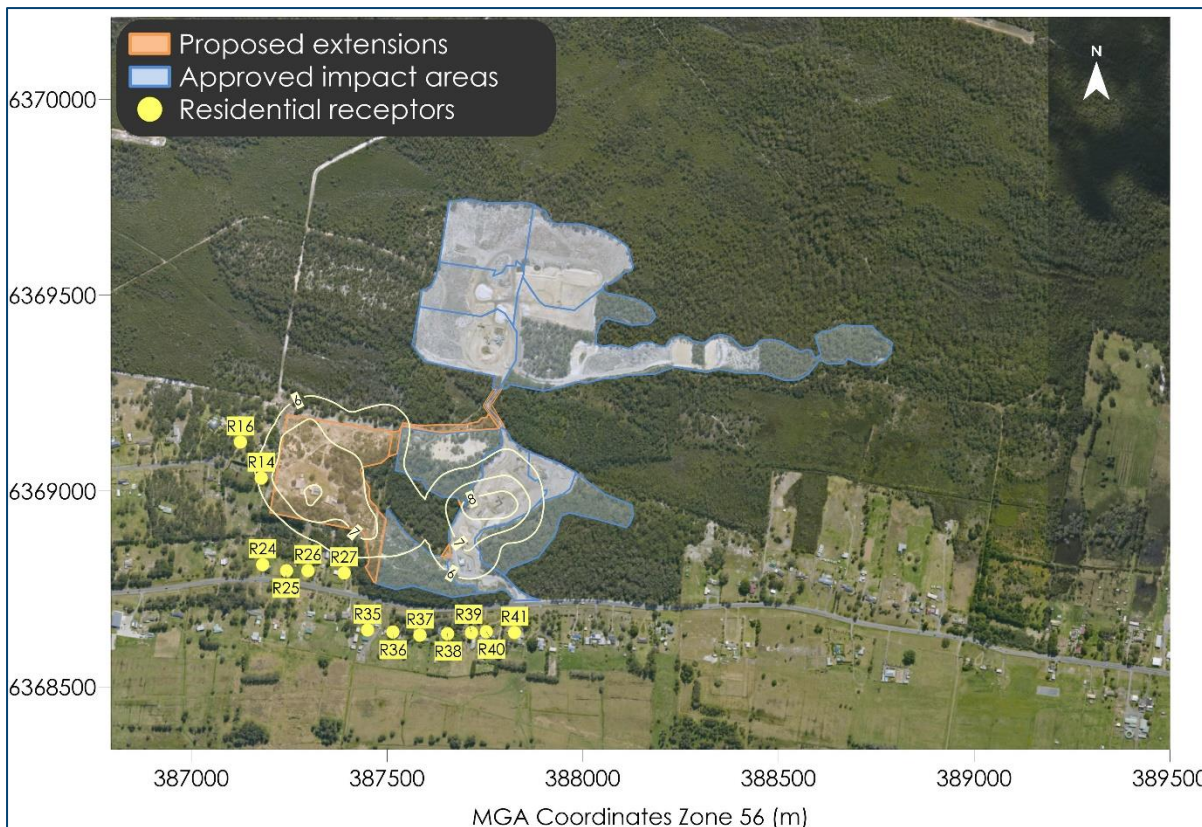 Proposed extensions
Approved impact areas
Residential receptors
N
6370000
6369500
6369000
6368500
6
R16
R14
8
7
7
6
R24
R26
R27
R25
R35
R37
R39
R41
R36
R38
R40
387000
387500
388000
388500
389000
389500
MGA Coordinates Zone 56 (m)